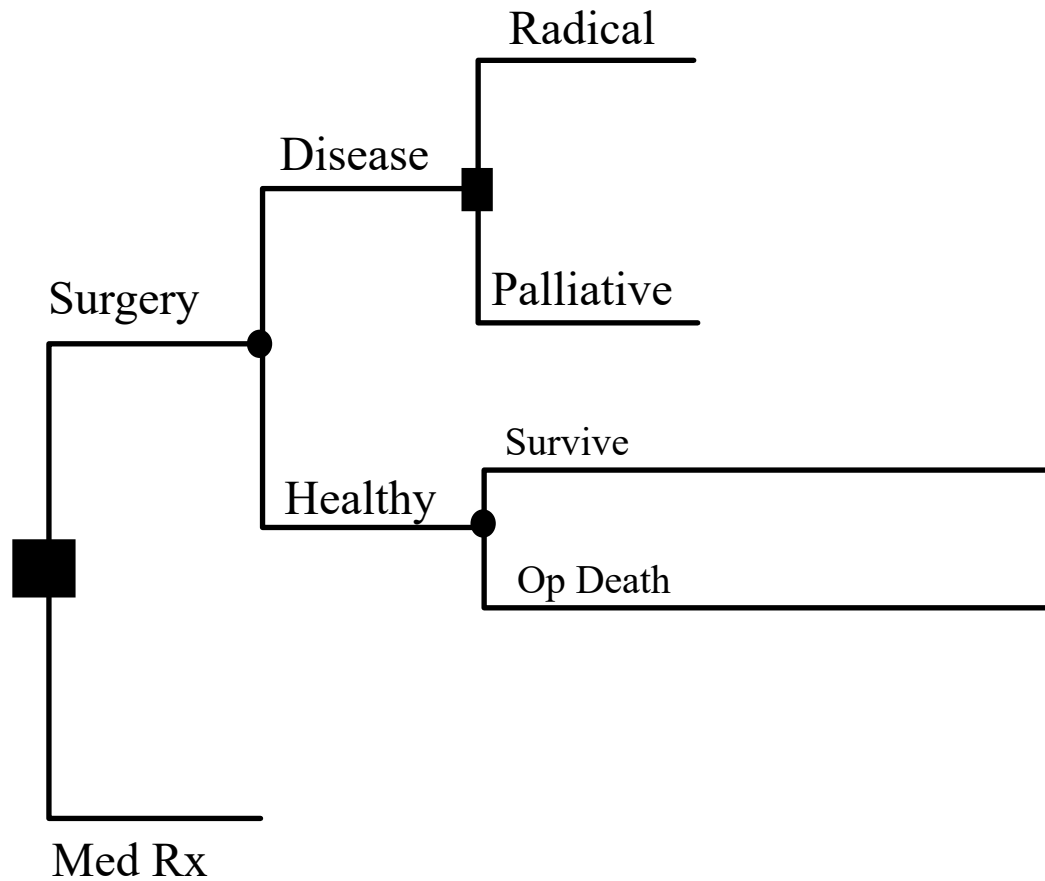 Radical
Disease
Palliative
Surgery
Survive
Healthy
Op Death
Med Rx